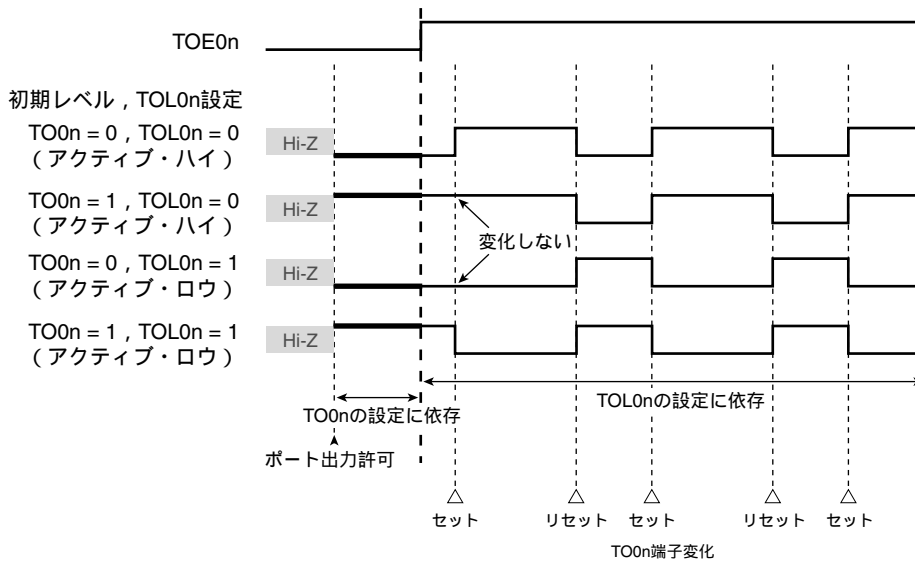 TOE0n
初期レベル，TOL0n設定
TO0n = 0，TOL0n = 0
（アクティブ・ハイ）
Hi-Z
TO0n = 1，TOL0n = 0
（アクティブ・ハイ）
Hi-Z
変化しない
TO0n = 0，TOL0n = 1
（アクティブ・ロウ）
Hi-Z
TO0n = 1，TOL0n = 1
（アクティブ・ロウ）
Hi-Z
TO0nの設定に依存
TOL0nの設定に依存
ポート出力許可
セット リセット セット リセット セット
TO0n端子変化